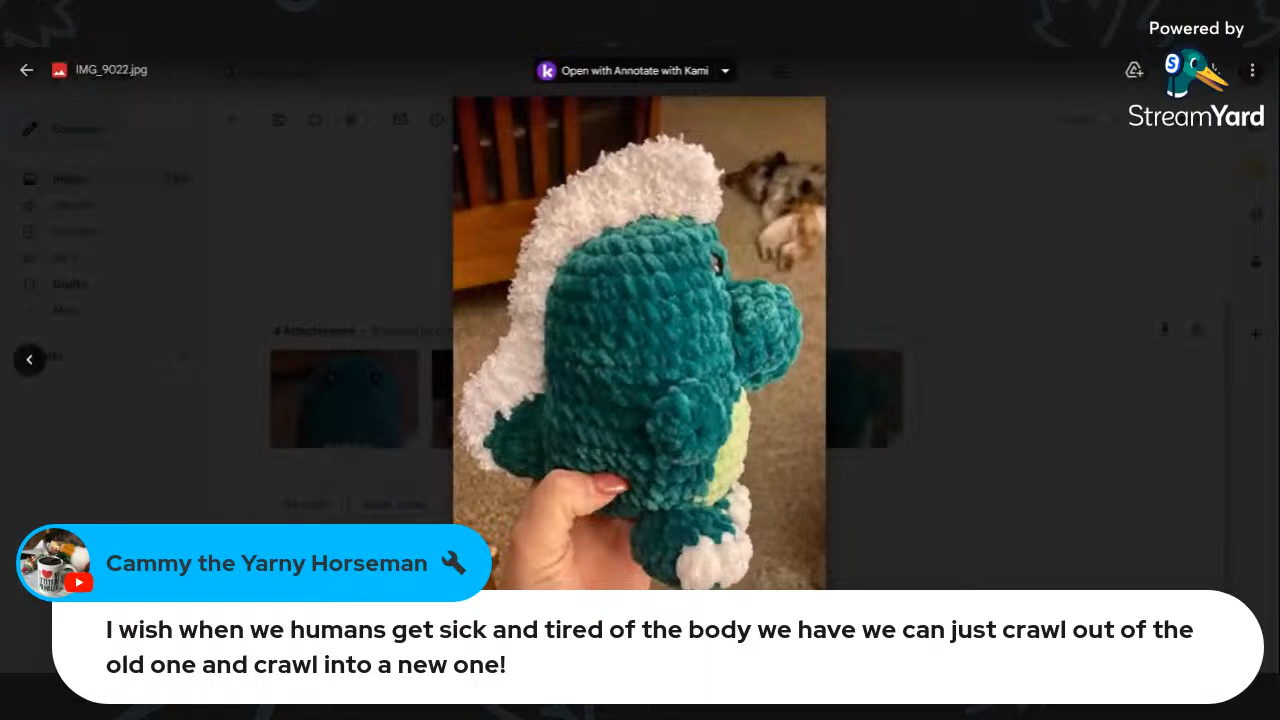 Powered by
IMG_9022.jpg
Open with Annotate with Kami
StreamYard
Drafts
Cammy the Yarny Horseman
I wish when we humans get sick and tired of the body we have we can just crawl out of the
old one and crawl into a new one!